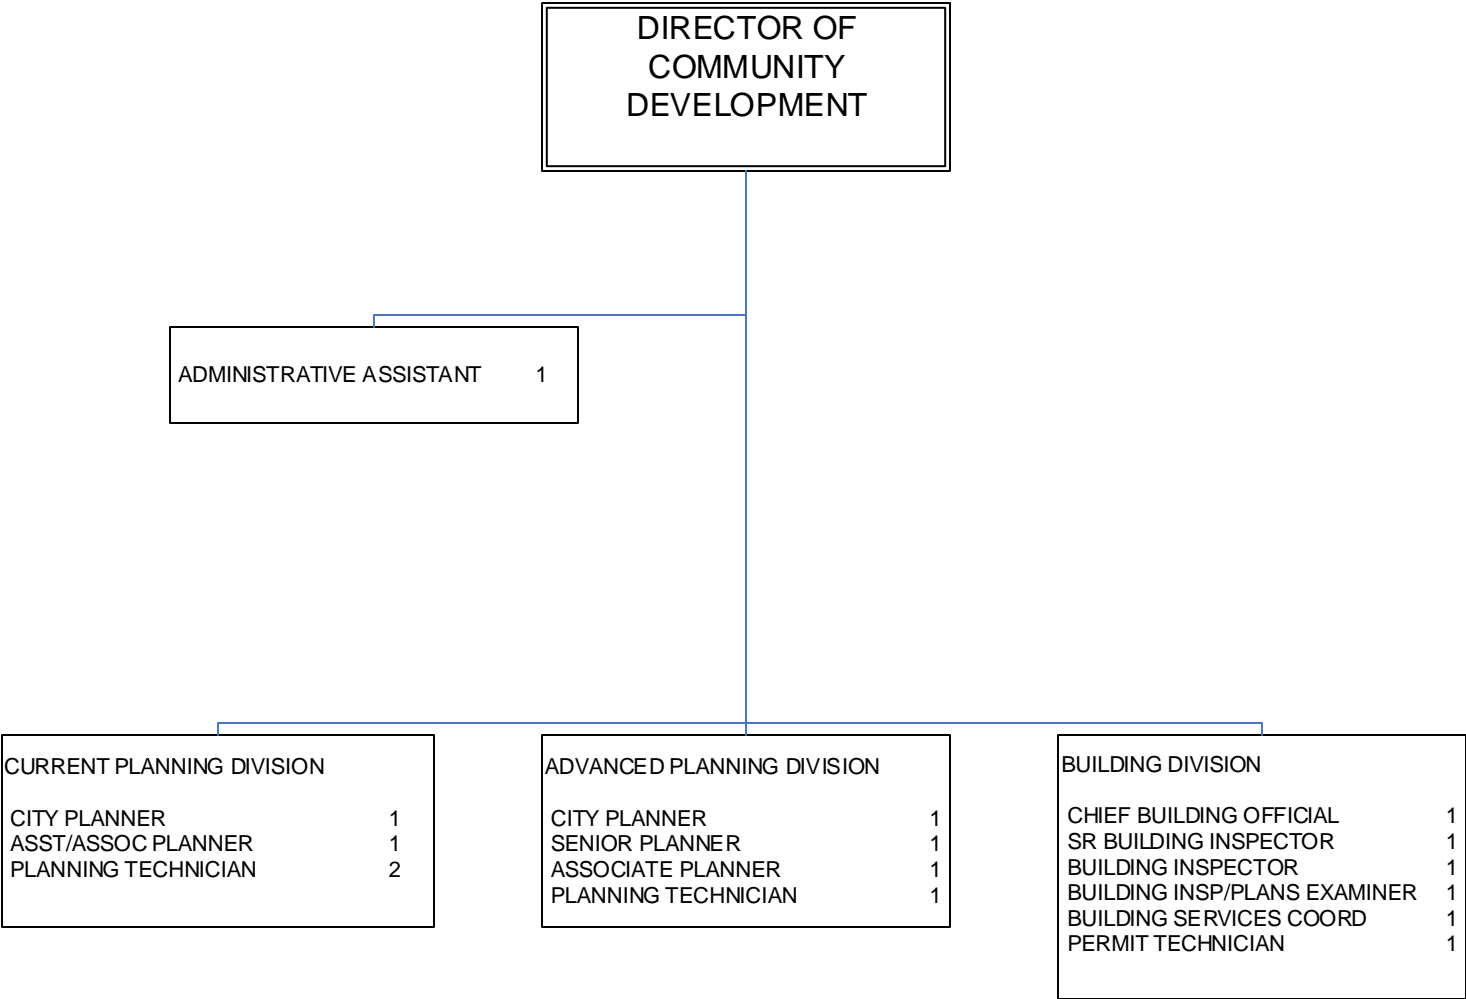 DIRECTOR OF
COMMUNITY
DEVELOPMENT
ADMINISTRATIVE ASSISTANT 1
CURRENT PLANNING DIVISION
CITY PLANNER 1
ASST/ASSOC PLANNER 1
PLANNING TECHNICIAN 2
ADVANCED PLANNING DIVISION
CITY PLANNER 1
SENIOR PLANNER 1
ASSOCIATE PLANNER 1
PLANNING TECHNICIAN 1
BUILDING DIVISION
CHIEF BUILDING OFFICIAL 1
SR BUILDING INSPECTOR 1
BUILDING INSPECTOR 1
BUILDING INSP/PLANS EXAMINER 1
BUILDING SERVICES COORD 1
PERMIT TECHNICIAN 1